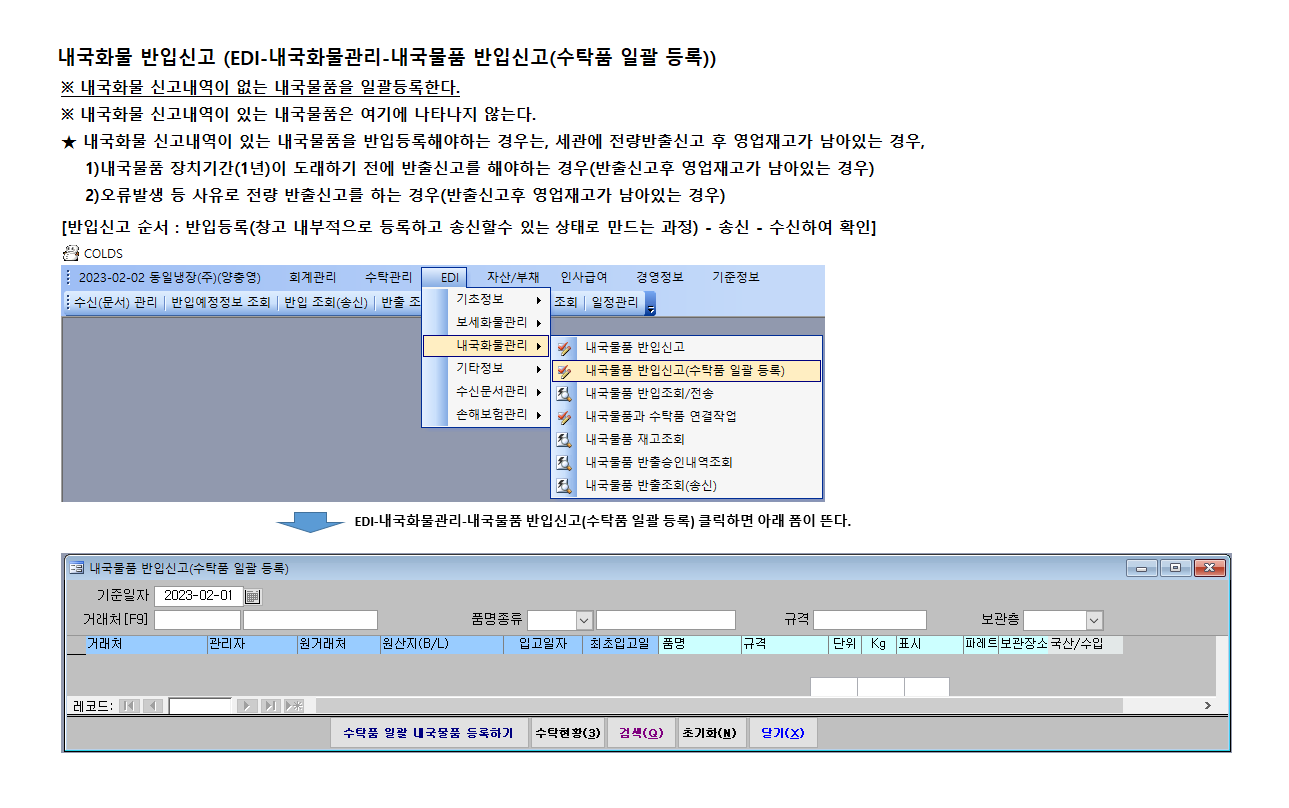 내국화물 반입신고 (EDI-내국화물관리-내국물품 반입신고(수탁품 일괄 등록))
※ 내국화물 신고내역이 없는 내국물품을 일괄등록한다.
※ 내국화물 신고내역이 있는 내국물품은 여기에 나타나지 않는다.
★ 내국화물 신고내역이 있는 내국물품을 반입등록해야하는 경우는, 세관에 전량반출신고 후 영업재고가 남아있는 경우,
1)내국물품 장치기간(1년)이 도래하기 전에 반출신고를 해야하는 경우(반출신고후 영업재고가 남아있는 경우)
2)오류발생 등 사유로 전량 반출신고를 하는 경우(반출신고후 영업재고가 남아있는 경우)
[반입신고 순서 : 반입등록(창고 내부적으로 등록하고 송신할수 있는 상태로 만드는 과정) - 송신 - 수신하여 확인]
COLDS
2023-02-02 동일냉장(주)(양충영) 회계관리 수탁관리 EDI 자산/부채 인사급여 경영정보 기준정보
수신(문서) 관리 반입예정정보 조회 반입 조회(송신) 반출 조 조회 일정관리
기초정보
보세화물관리
내국화물관리
기타정보
수신문서관리
손해보험관리
내국물품 반입신고
내국물품 반입신고(수탁품 일괄 등록)
내국물품 반입조회/전송
내국물품과 수탁품 연결작업
내국물품 재고조회
내국물품 반출승인내역조회
내국물품 반출조회(송신)
EDI-내국화물관리-내국물품 반입신고(수탁품 일괄 등록) 클릭하면 아래 폼이 뜬다.
내국물품 반입신고(수탁품 일괄 등록)
기준일자 2023-02-01
거래처[F9] 품명종류 규격 보관층
거래처 관리자 원거래처 원산지(B/L) 입고일자 최초입고일 품명 규격 단위 Kg 표시 파레트 보관장소 국산/수입
레코드:
수탁품 일괄 내국물품 등록하기 수탁현황(3) 검색(Q) 초기화(N) 닫기(X)